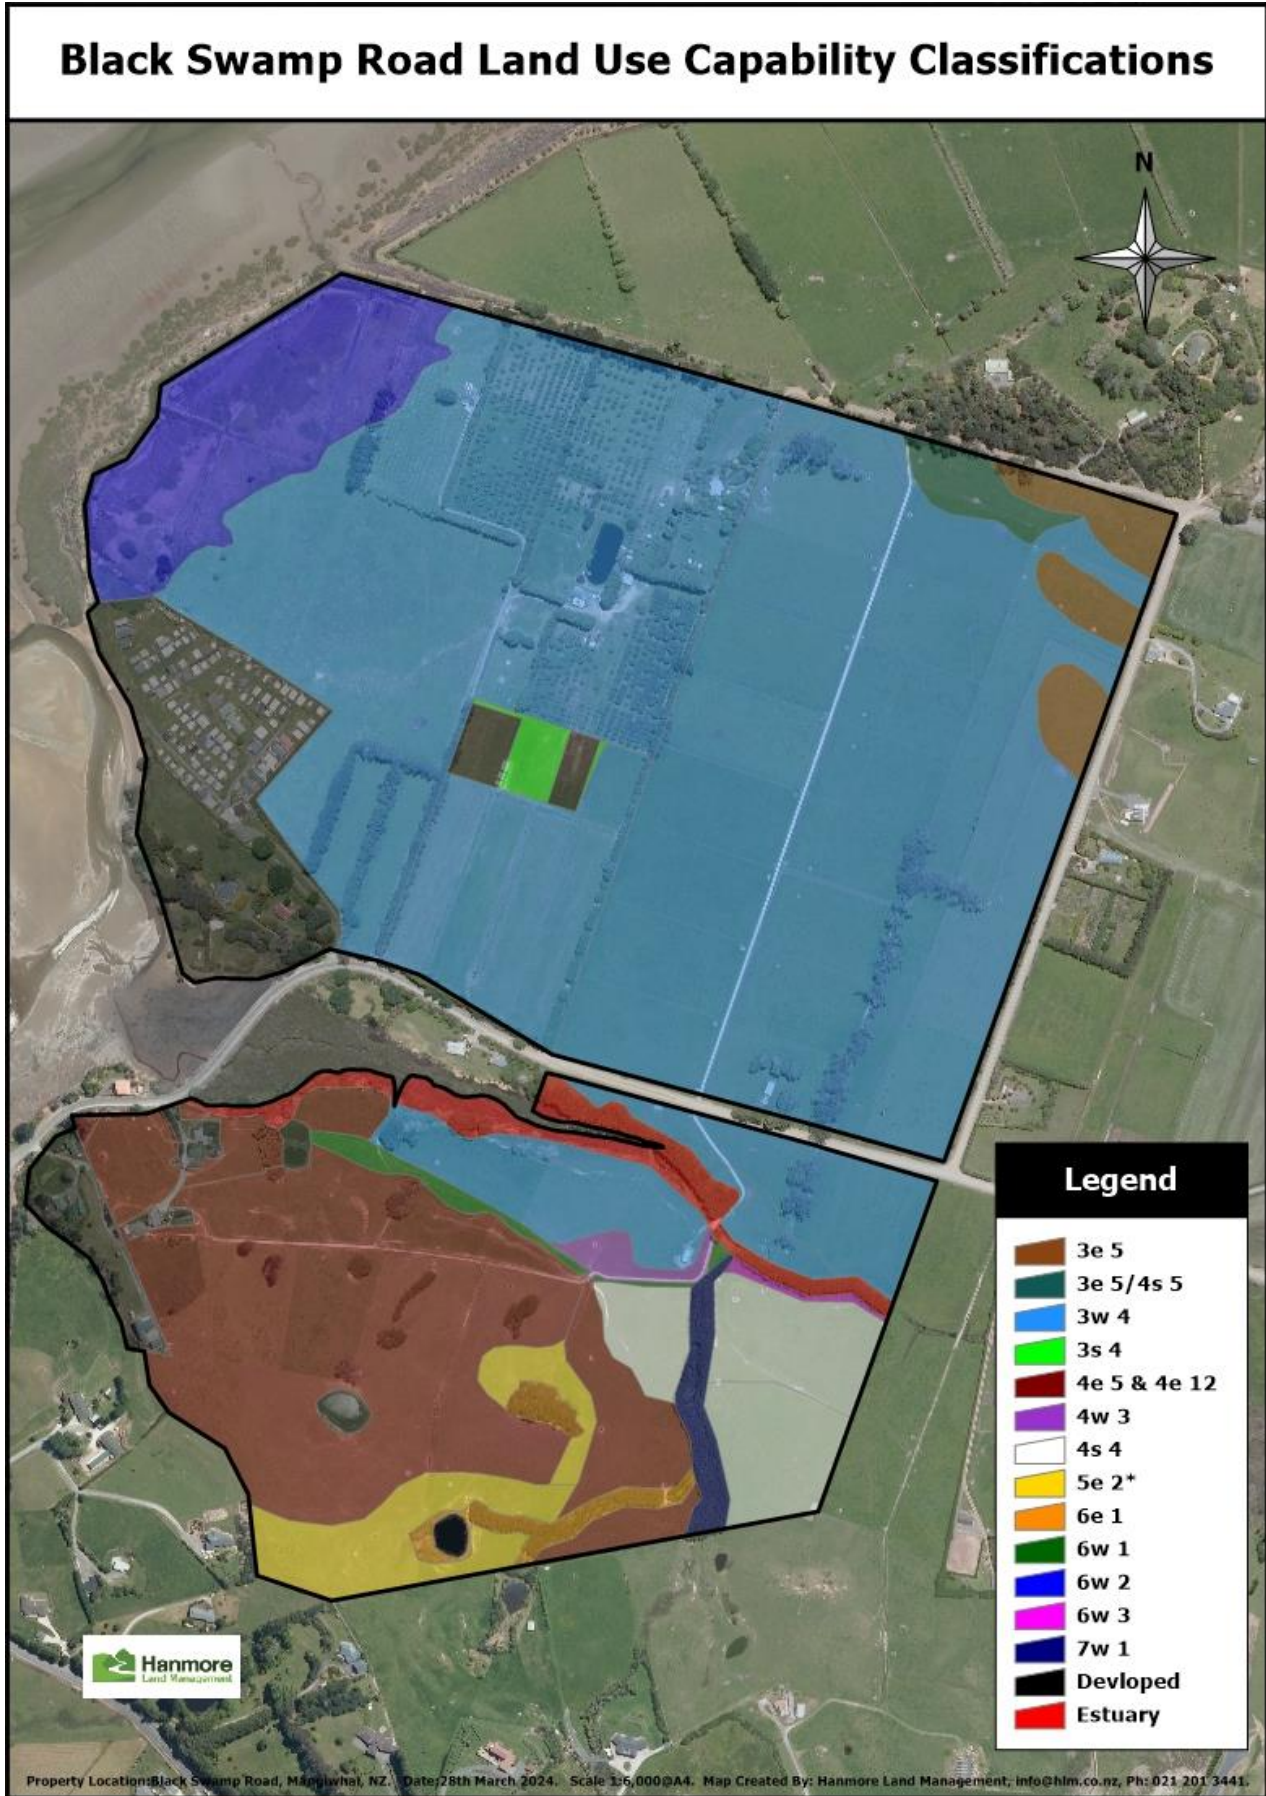 Black Swamp Road Land Use Capability Classifications
N
Legend
3e 5
3e 5/4s 5
3w 4
3s 4
4e 5 & 4e 12
4w 3
4s 4
5e 2*
6e 1
6w 1
6w 2
6w 3
7w 1
Devloped
Estuary
Hanmore
Land Management
Property Location:Black Swamp Road, Mangiwhai, NZ. Date:28th March 2024. Scale 1:6,000@A4. Map Created By: Hanmore Land Management, info@hlm.co.nz, Ph: 021 201 3441.